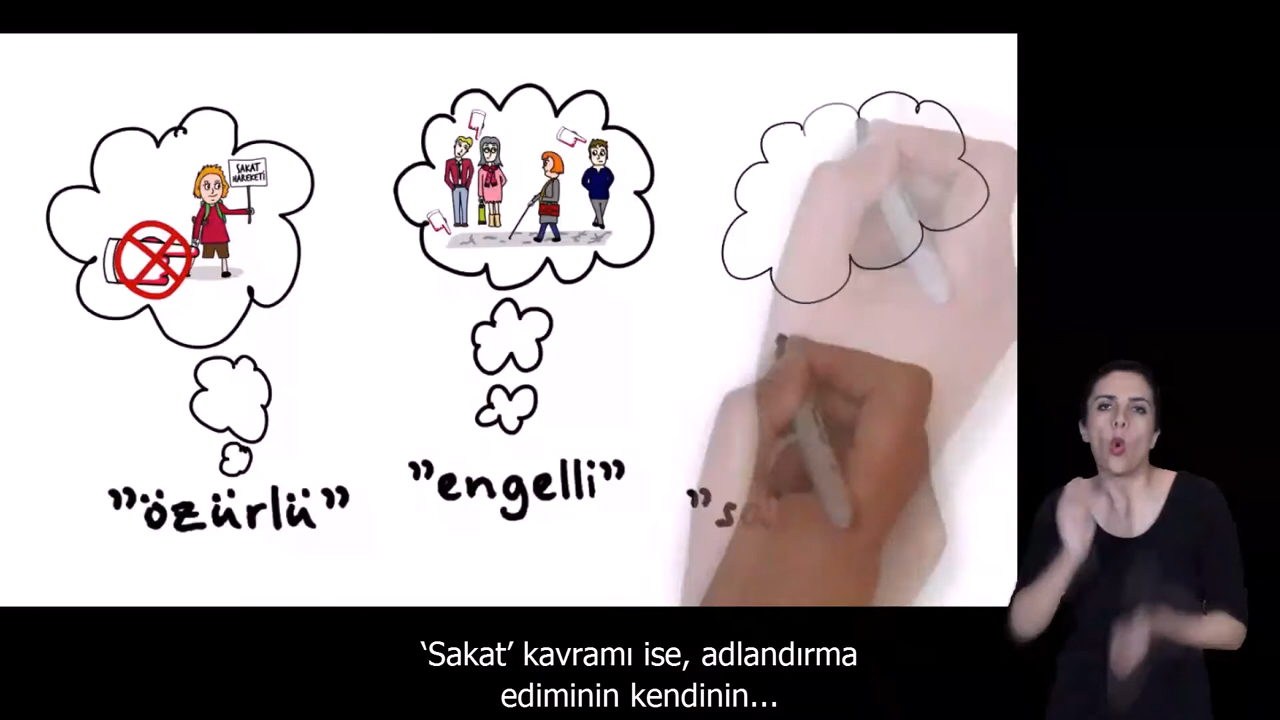 SAKAT
HAREKETİ
”özürlü”
”engelli”
‘Sakat’ kavramı ise, adlandırma
ediminin kendinin...